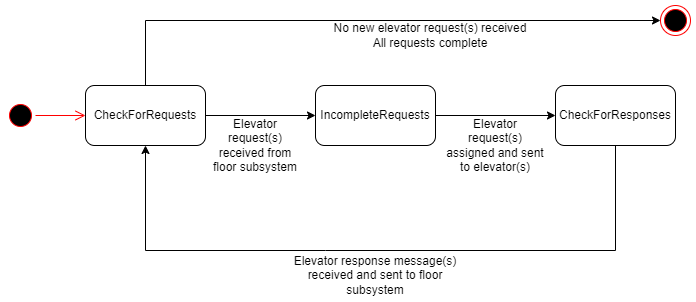 No new elevator request(s) received
All requests complete
CheckForRequests
Elevator
request(s)
received from
floor subsystem
IncompleteRequests
Elevator
request(s)
assigned and sent
to elevator(s)
CheckForResponses
Elevator response message(s)
received and sent to floor
subsystem